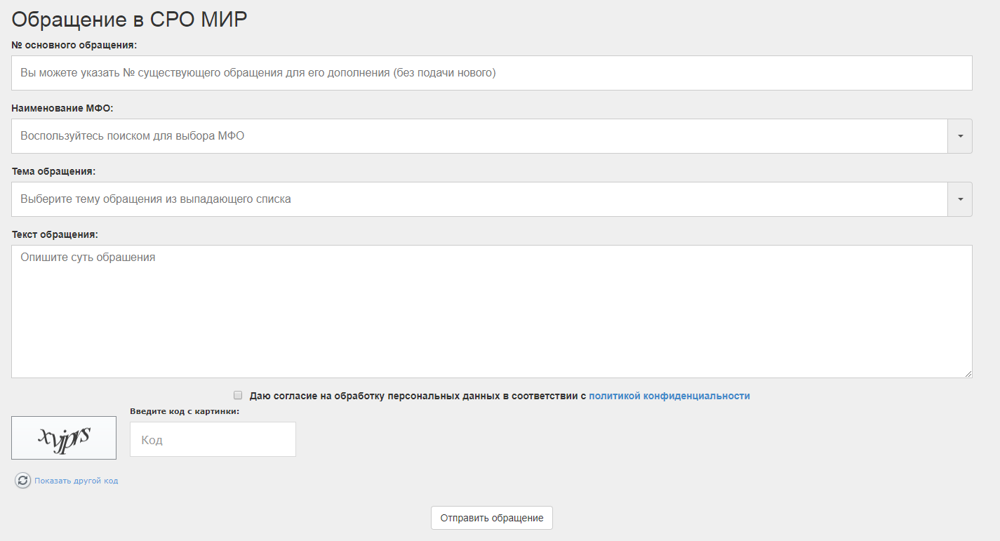 Обращение в СРО МИР
№ основного обращения:
Вы можете указать № существующего обращения для его дополнения (без подачи нового)
Наименование МФО:
Воспользуйтесь поиском для выбора МФО
Тема обращения:
Выберите тему обращения из выпадающего списка
Текст обращения:
Опишите суть обрашения
Даю согласие на обработку персональных данных в соответствии с политикой конфиденциальности
Введите код с картинки:
xvjprs
Код
Показать другой код
Отправить обращение